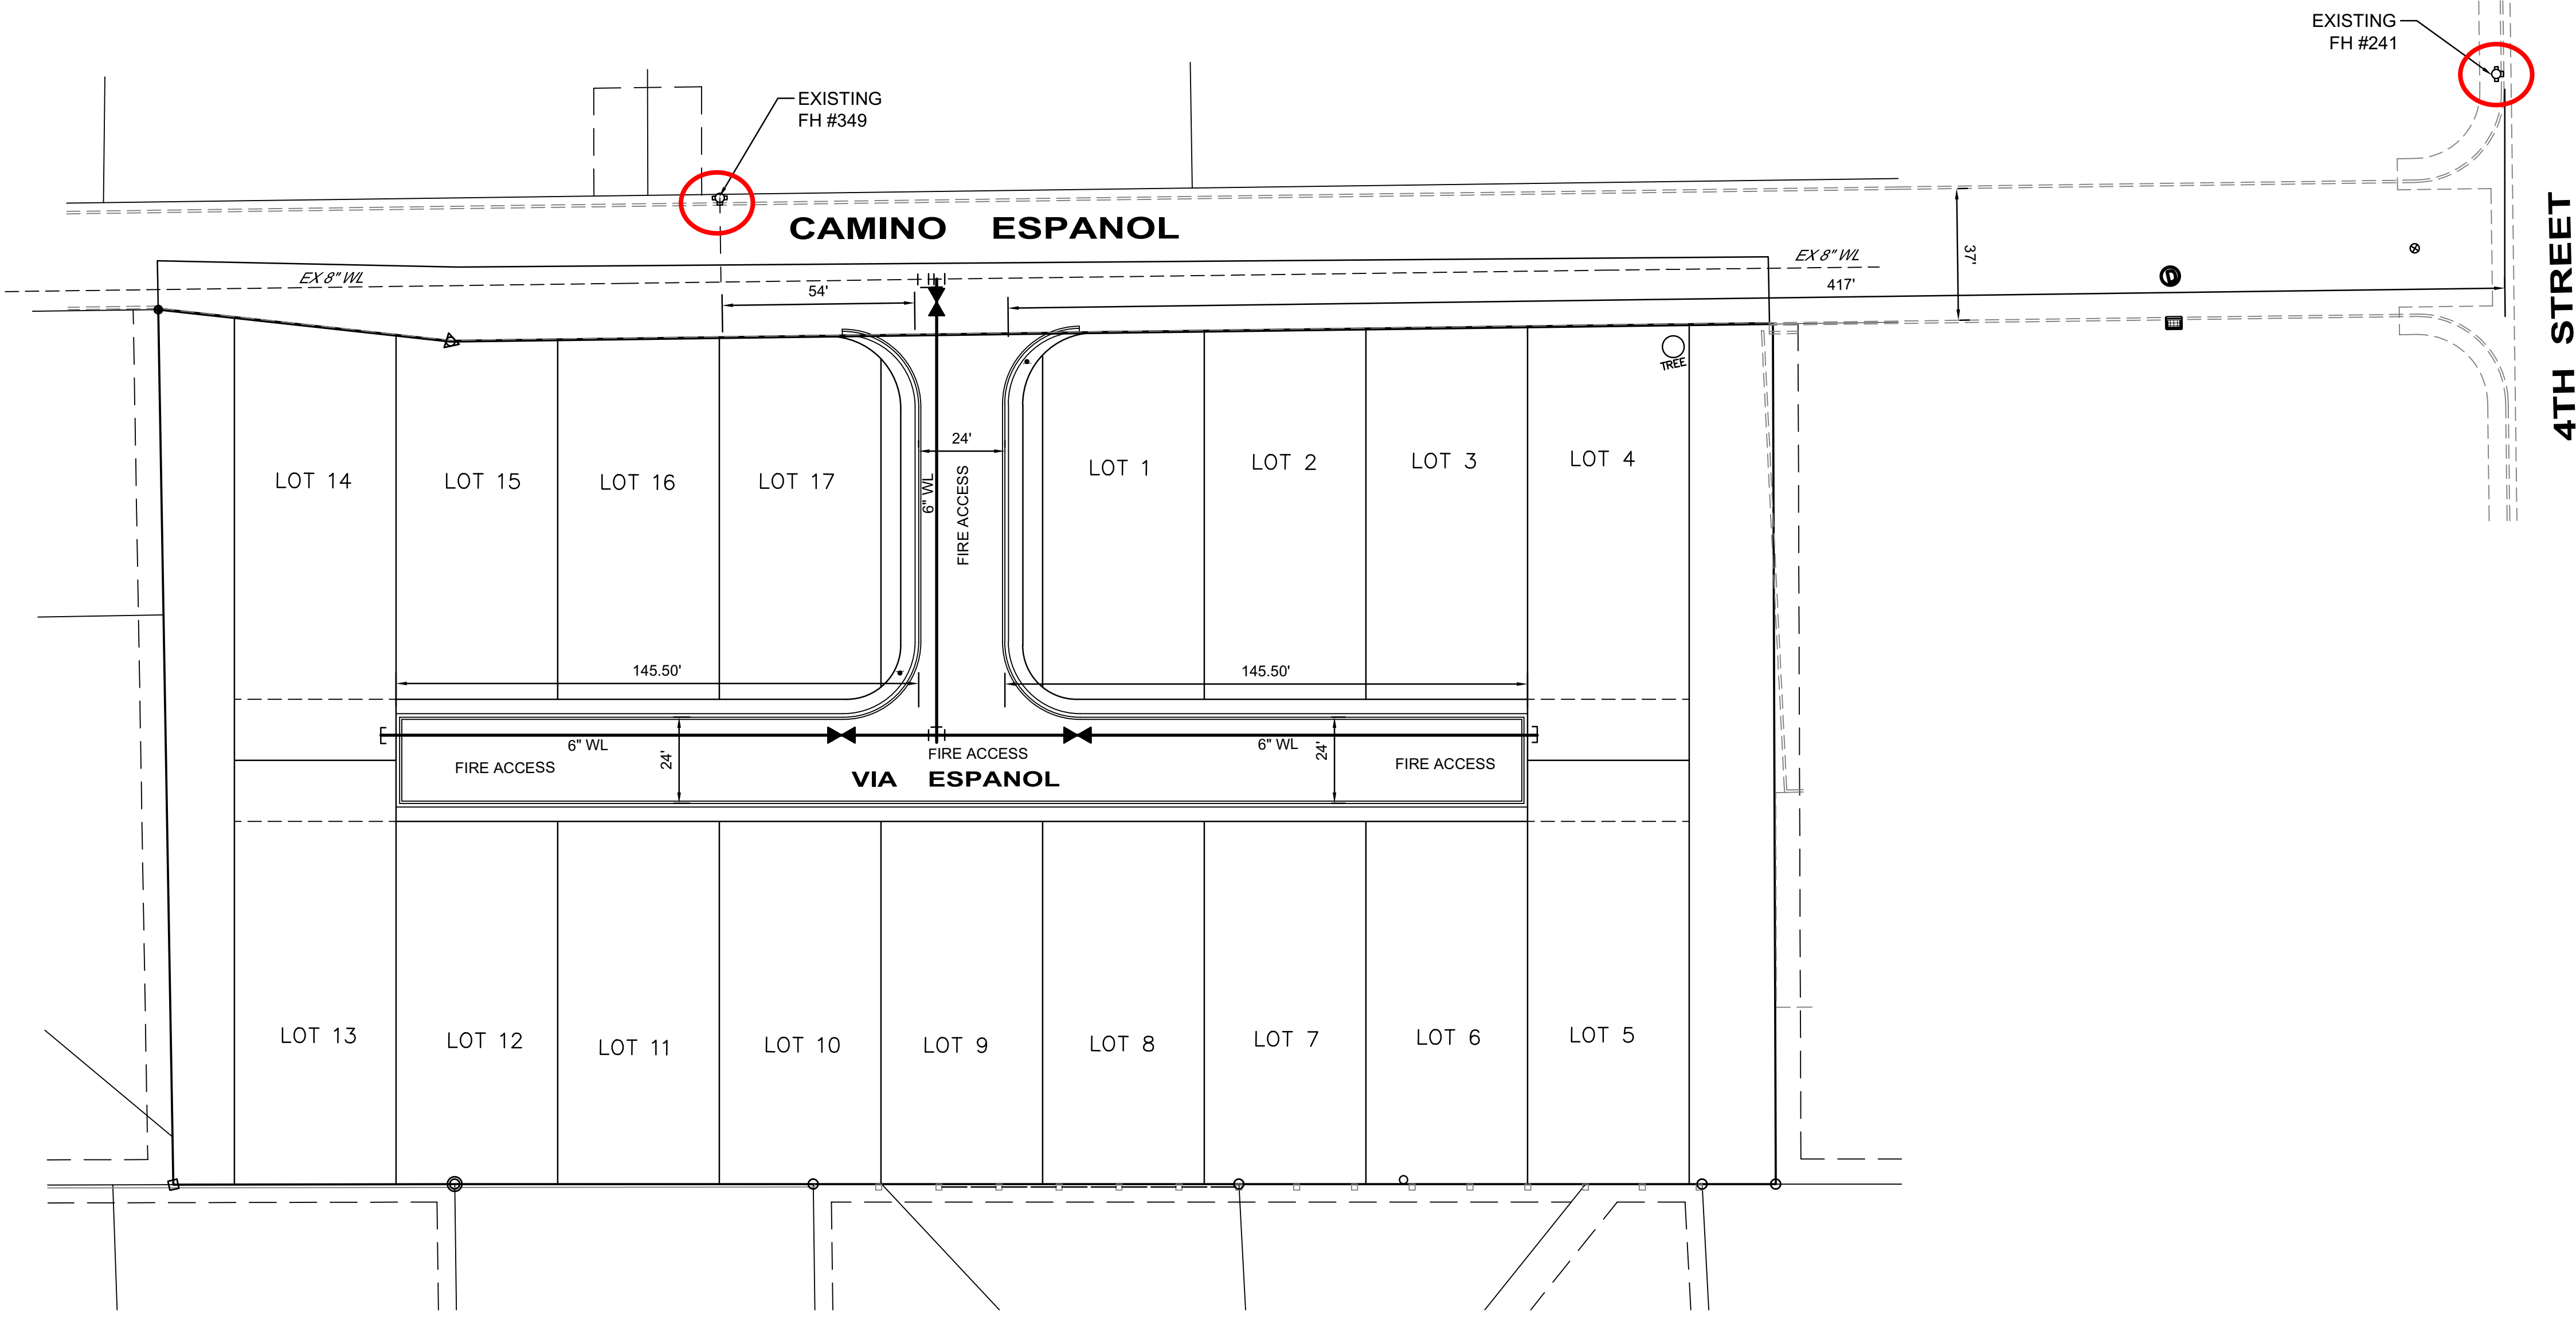 EXISTING
FH #241
EXISTING
FH #349
CAMINO ESPANOL
4TH STREET
EX 8" WL
EX 8" WL
37'
54'
417'
TREE
24'
6" WL
FIRE ACCESS
LOT 14
LOT 15
LOT 16
LOT 17
LOT 1
LOT 2
LOT 3
LOT 4
145.50'
145.50'
6" WL
24'
FIRE ACCESS
FIRE ACCESS
6" WL
24'
FIRE ACCESS
VIA ESPANOL
LOT 13
LOT 12
LOT 11
LOT 10
LOT 9
LOT 8
LOT 7
LOT 6
LOT 5
D